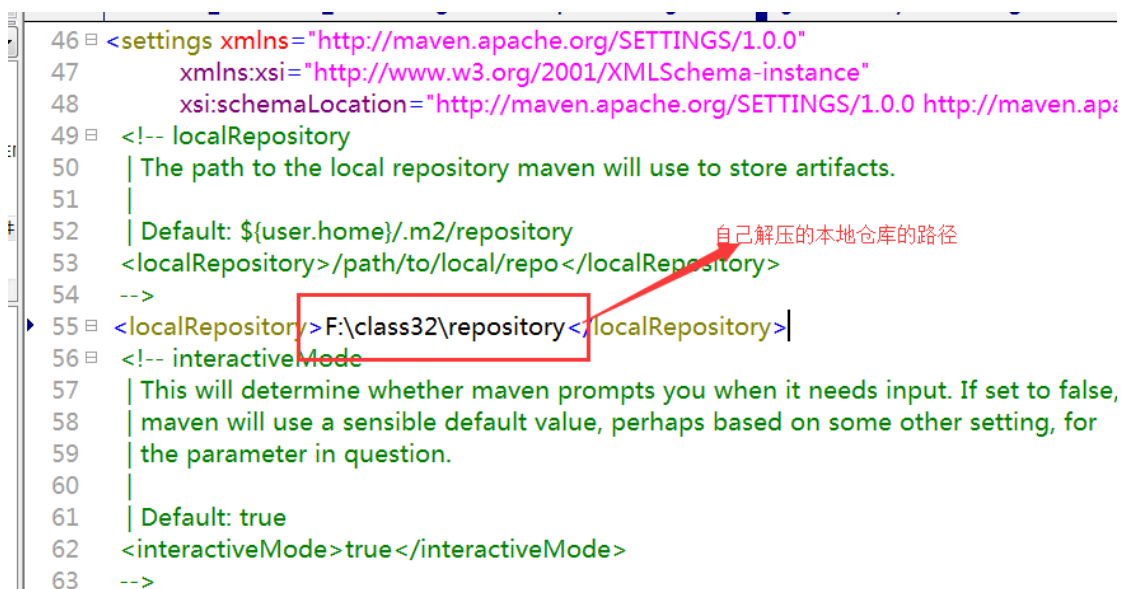 46 <settings xmlns="http://maven.apache.org/SETTINGS/1.0.0"
47 xmlns:xsi="http://www.w3.org/2001/XMLSchema-instance"
48 xsi:schemaLocation="http://maven.apache.org/SETTINGS/1.0.0 http://maven.apa
49 <!-- localRepository
50 | The path to the local repository maven will use to store artifacts.
51 |
52 | Default: ${user.home}/.m2/repository
自己解压的本地仓库的路径
53 <localRepository>/path/to/local/repo</localRepository>
54 -->
55 <localRepository>F:\class32\repository</localRepository>
56 <!-- interactiveMode
57 | This will determine whether maven prompts you when it needs input. If set to false,
58 | maven will use a sensible default value, perhaps based on some other setting, for
59 | the parameter in question.
60 |
61 | Default: true
62 <interactiveMode>true</interactiveMode>
63 -->